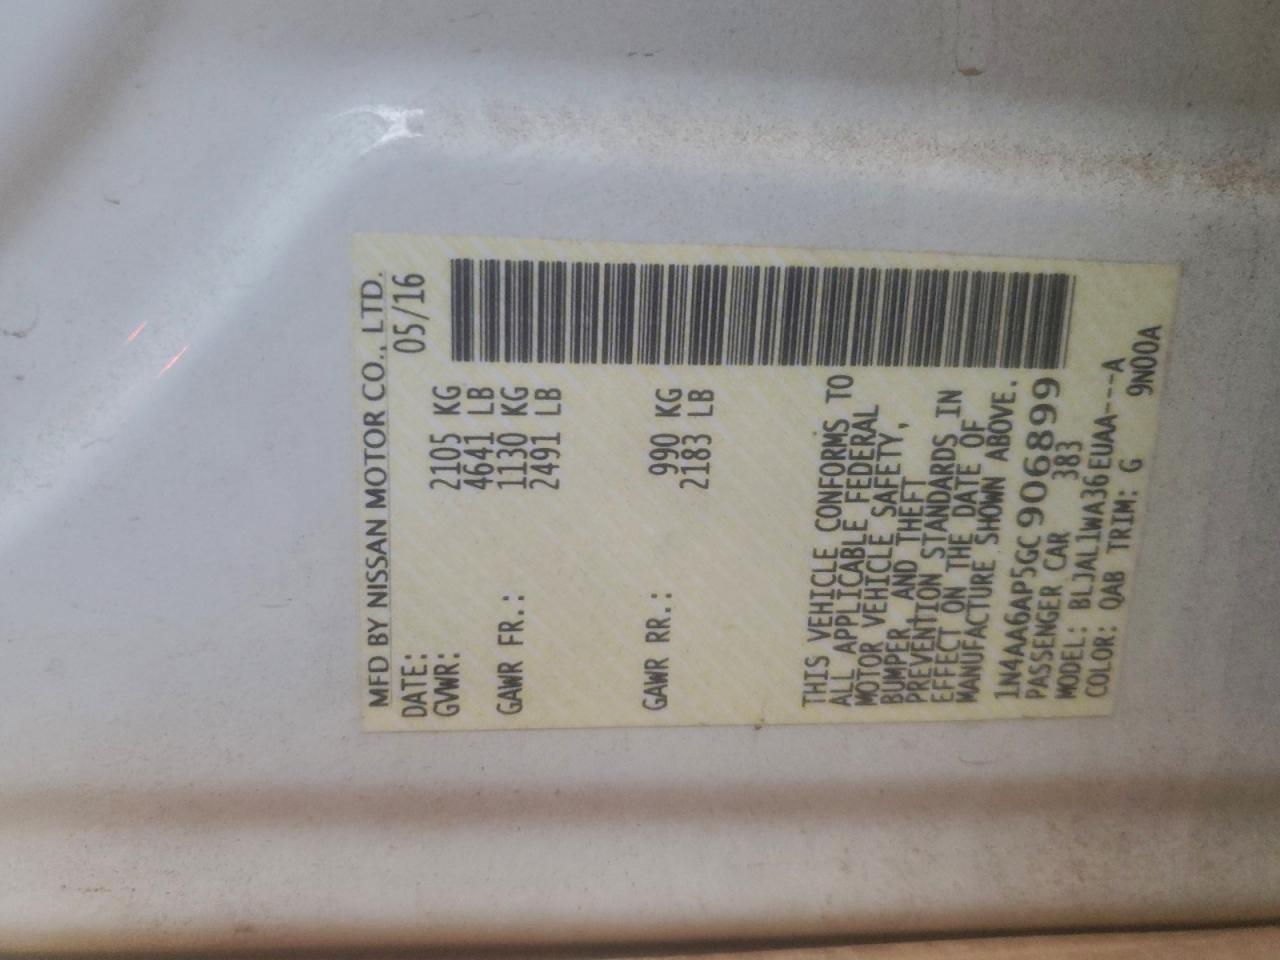 MFD BY NISSAN MOTOR CO., LTD.
DATE: 05/16
GVWR: 2105 KG
4641 LB
GAWR FR.: 1130 KG
2491 LB
GAWR RR.: 990 KG
2183 LB
THIS VEHICLE CONFORMS TO
ALL APPLICABLE FEDERAL
MOTOR VEHICLE SAFETY,
BUMPER, AND THEFT
PREVENTION STANDARDS IN
EFFECT ON THE DATE OF
MANUFACTURE SHOWN ABOVE.
1N4AA6AP5GC906899
PASSENGER CAR 383
MODEL: BLJAL1WA36EUAA---A
COLOR: QAB TRIM: G 9N00A